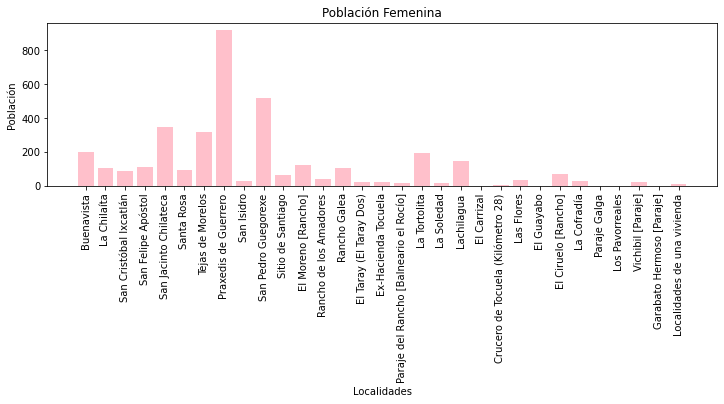 Población Femenina
Población
800
600
400
200
0
Buenavista
La Chilaita
San Cristóbal Ixcatlán
San Felipe Apóstol
San Jacinto Chilateca
Santa Rosa
Tejas de Morelos
Praxedis de Guerrero
San Isidro
San Pedro Guegorexe
Sitio de Santiago
El Moreno [Rancho]
Rancho de los Amadores
Rancho Galea
El Taray (El Taray Dos)
Ex-Hacienda Tocuela
Paraje del Rancho [Balneario el Rocío]
La Tortolita
La Soledad
Lachilagua
El Carrizal
Crucero de Tocuela (Kilómetro 28)
Las Flores
El Guayabo
El Ciruelo [Rancho]
La Cofradía
Paraje Galga
Los Pavorreales
Vichibil [Paraje]
Garabato Hermoso [Paraje]
Localidades de una vivienda
Localidades